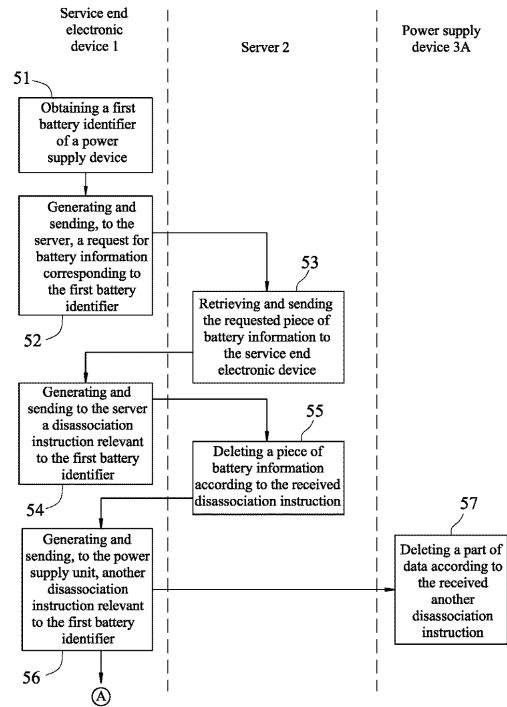 Service end
electronic
device 1
Server 2
Power supply
device 3A
51
Obtaining a first
battery identifier
of a power
supply device
Generating and
sending, to the
server, a request for
battery information
corresponding to
the first battery
identifier
52
53
Retrieving and sending
the requested piece of
battery information to
the service end
electronic device
Generating and
sending to the server
a disassociation
instruction relevant
to the first battery
identifier
54
55
Deleting a piece of
battery information
according to the received
disassociation instruction
Generating and
sending, to the power
supply unit, another
disassociation
instruction relevant
to the first battery
identifier
56
57
Deleting a part of
data according to
the received
another
disassociation
instruction
A